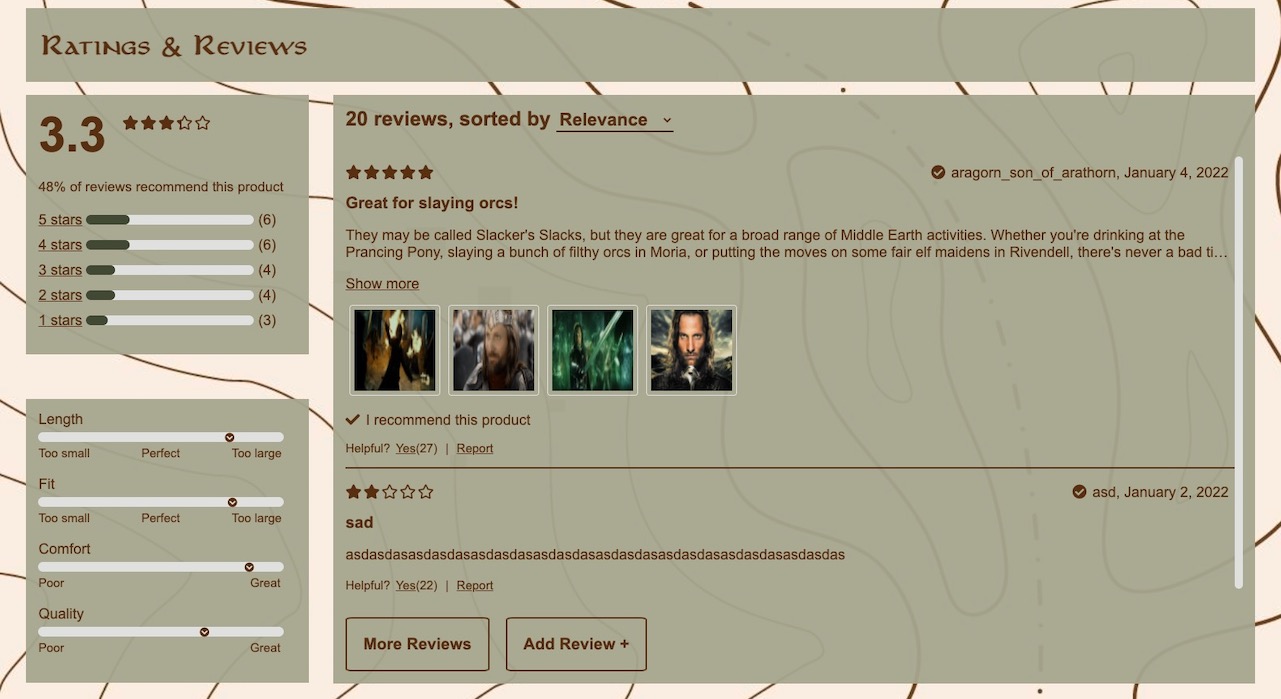 Ratings & Reviews
3.3
48% of reviews recommend this product
5 stars (6)
4 stars (6)
3 stars (4)
2 stars (4)
1 stars (3)
Length
Too small Perfect Too large
Fit
Too small Perfect Too large
Comfort
Poor Great
Quality
Poor Great
20 reviews, sorted by Relevance
aragorn_son_of_arathorn, January 4, 2022
Great for slaying orcs!
They may be called Slacker's Slacks, but they are great for a broad range of Middle Earth activities. Whether you're drinking at the
Prancing Pony, slaying a bunch of filthy orcs in Moria, or putting the moves on some fair elf maidens in Rivendell, there's never a bad ti…
Show more
I recommend this product
Helpful? Yes(27) | Report
asd, January 2, 2022
sad
asdasdasasdasdasasdasdasasdasdasasdasdasasdasdasasdasdasasdasdas
Helpful? Yes(22) | Report
More Reviews Add Review +